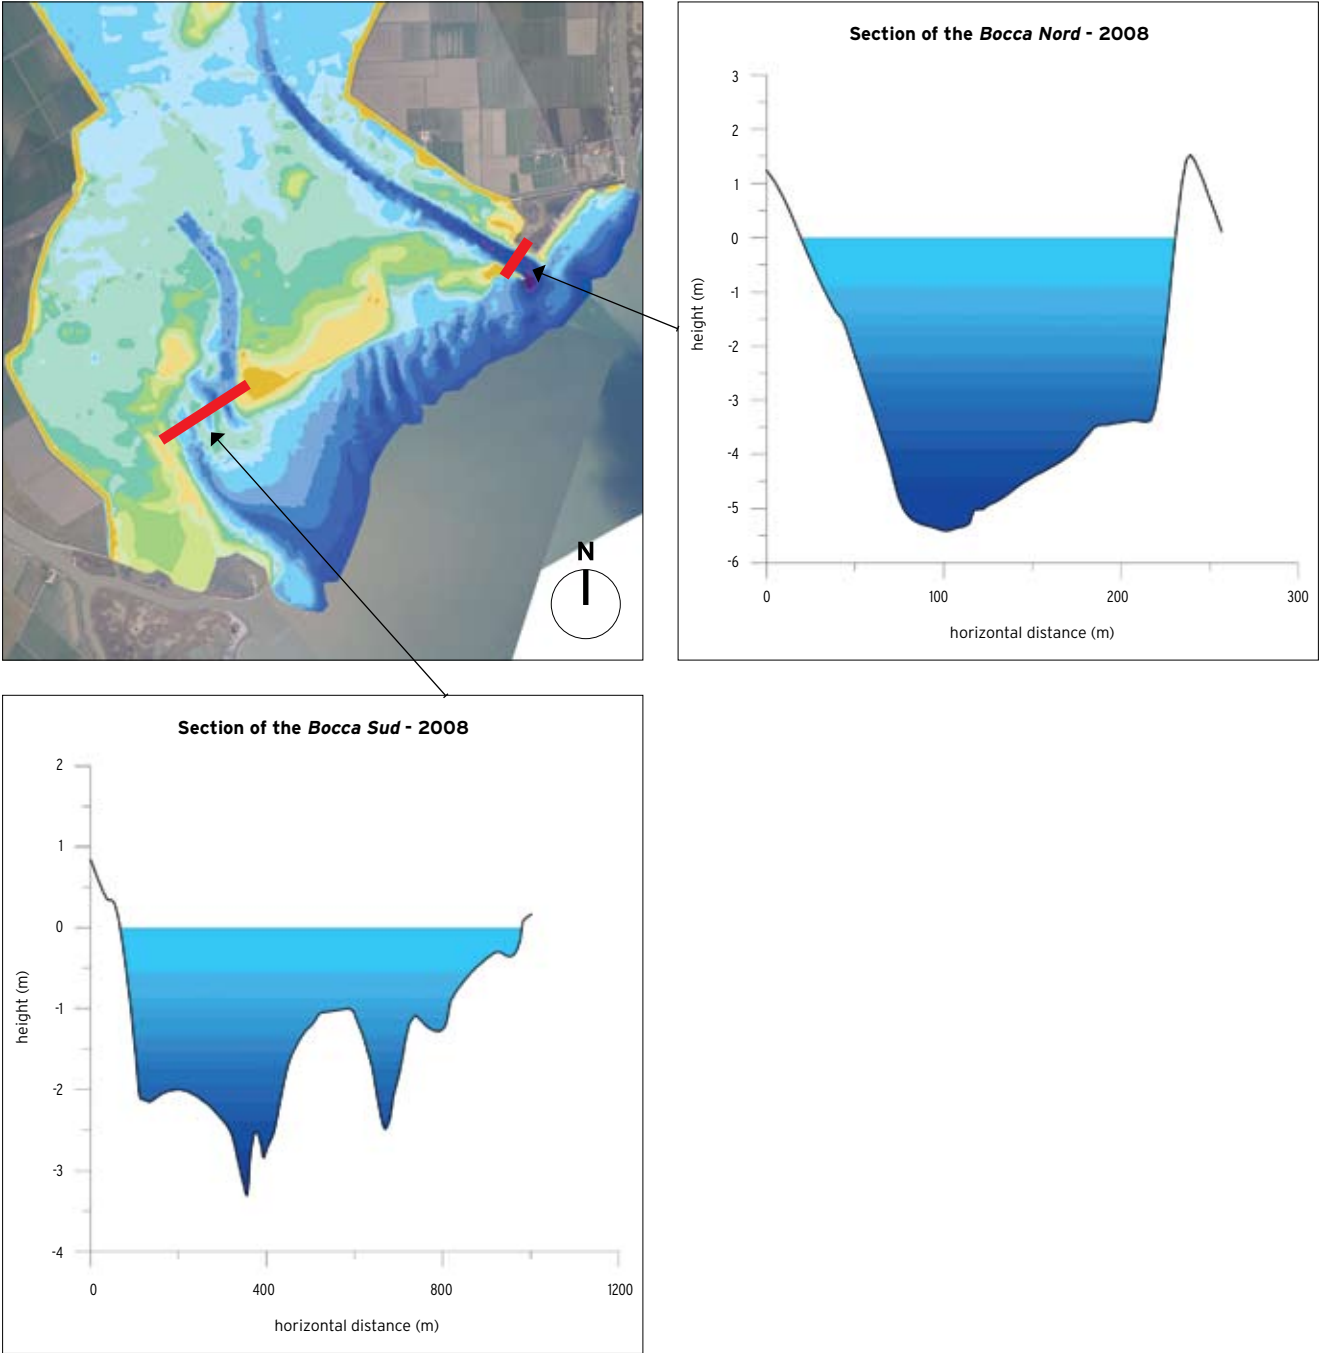 Section of the Bocca Nord - 2008
3
2
1
0
-1
-2
-3
-4
-5
-6
height (m)
0 100 200 300
horizontal distance (m)
N
Section of the Bocca Sud - 2008
2
1
0
-1
-2
-3
-4
height (m)
0 400 800 1200
horizontal distance (m)